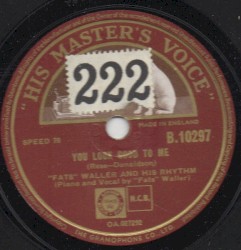 "HIS MASTER'S VOICE"
222
MADE IN ENGLAND
SPEED 78
B.10297
YOU LOOK GOOD TO ME
(Rose—Donaldson)
"FATS" WALLER AND HIS RHYTHM
(Piano and Vocal by "Fats" Waller)
N.C.B.
THE GRAMOPHONE CO. LTD.